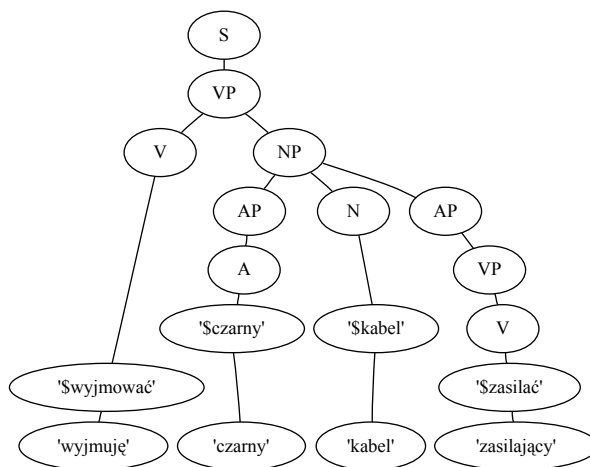 S
VP
V NP
AP N AP
A VP
'$czarny' '$kabel' V
'$wyjmować' '$zasilać'
'wyjmuję' 'czarny' 'kabel' 'zasilający'